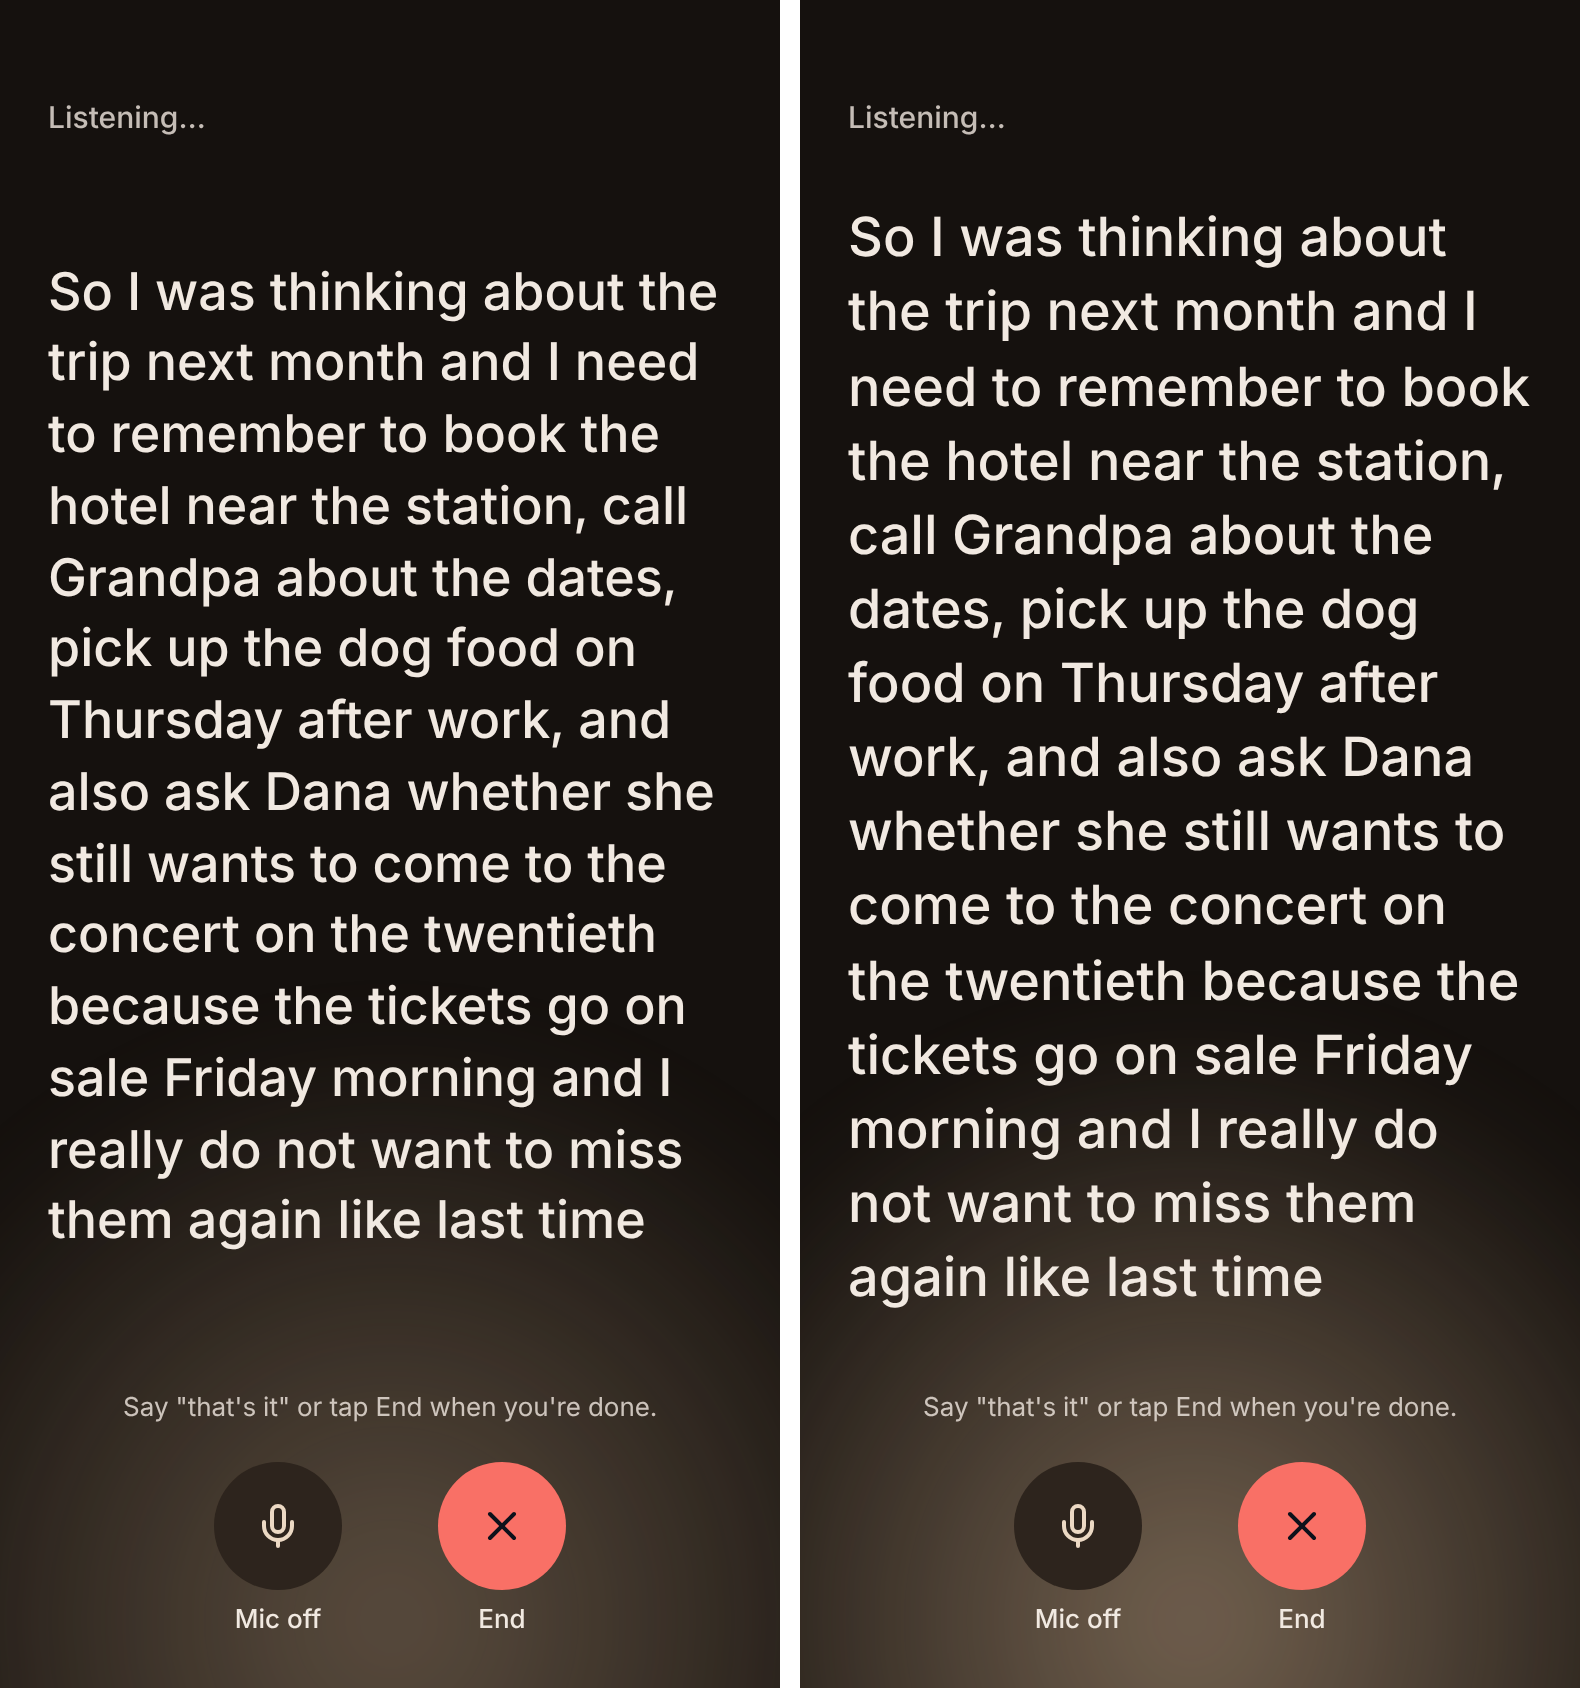 Listening...
So I was thinking about the
trip next month and I need
to remember to book the
hotel near the station, call
Grandpa about the dates,
pick up the dog food on
Thursday after work, and
also ask Dana whether she
still wants to come to the
concert on the twentieth
because the tickets go on
sale Friday morning and I
really do not want to miss
them again like last time
Say "that's it" or tap End when you're done.
Mic off
End
Listening...
So I was thinking about
the trip next month and I
need to remember to book
the hotel near the station,
call Grandpa about the
dates, pick up the dog
food on Thursday after
work, and also ask Dana
whether she still wants to
come to the concert on
the twentieth because the
tickets go on sale Friday
morning and I really do
not want to miss them
again like last time
Say "that's it" or tap End when you're done.
Mic off
End